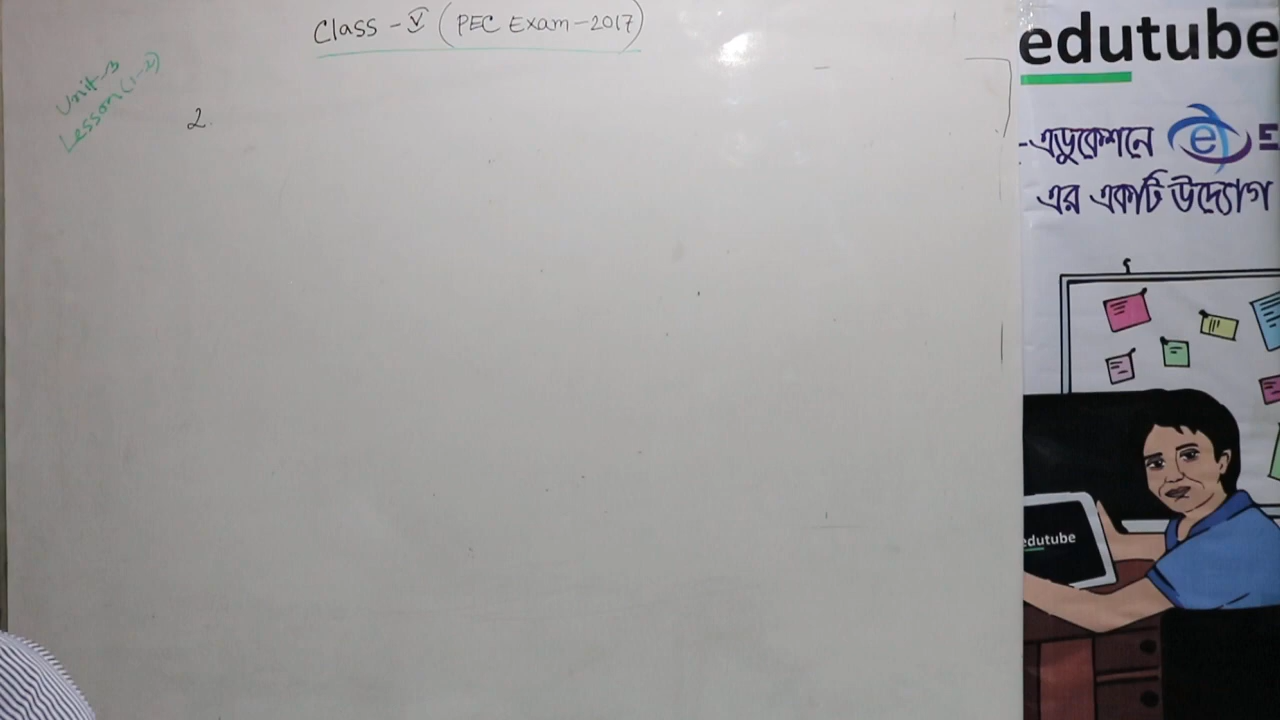 Class - V (PEC Exam-2017)
Unit-3
Lesson (1-2)
2.
edutube
-এডুকেশনে e E
এর একটি উদ্যোগ
edutube